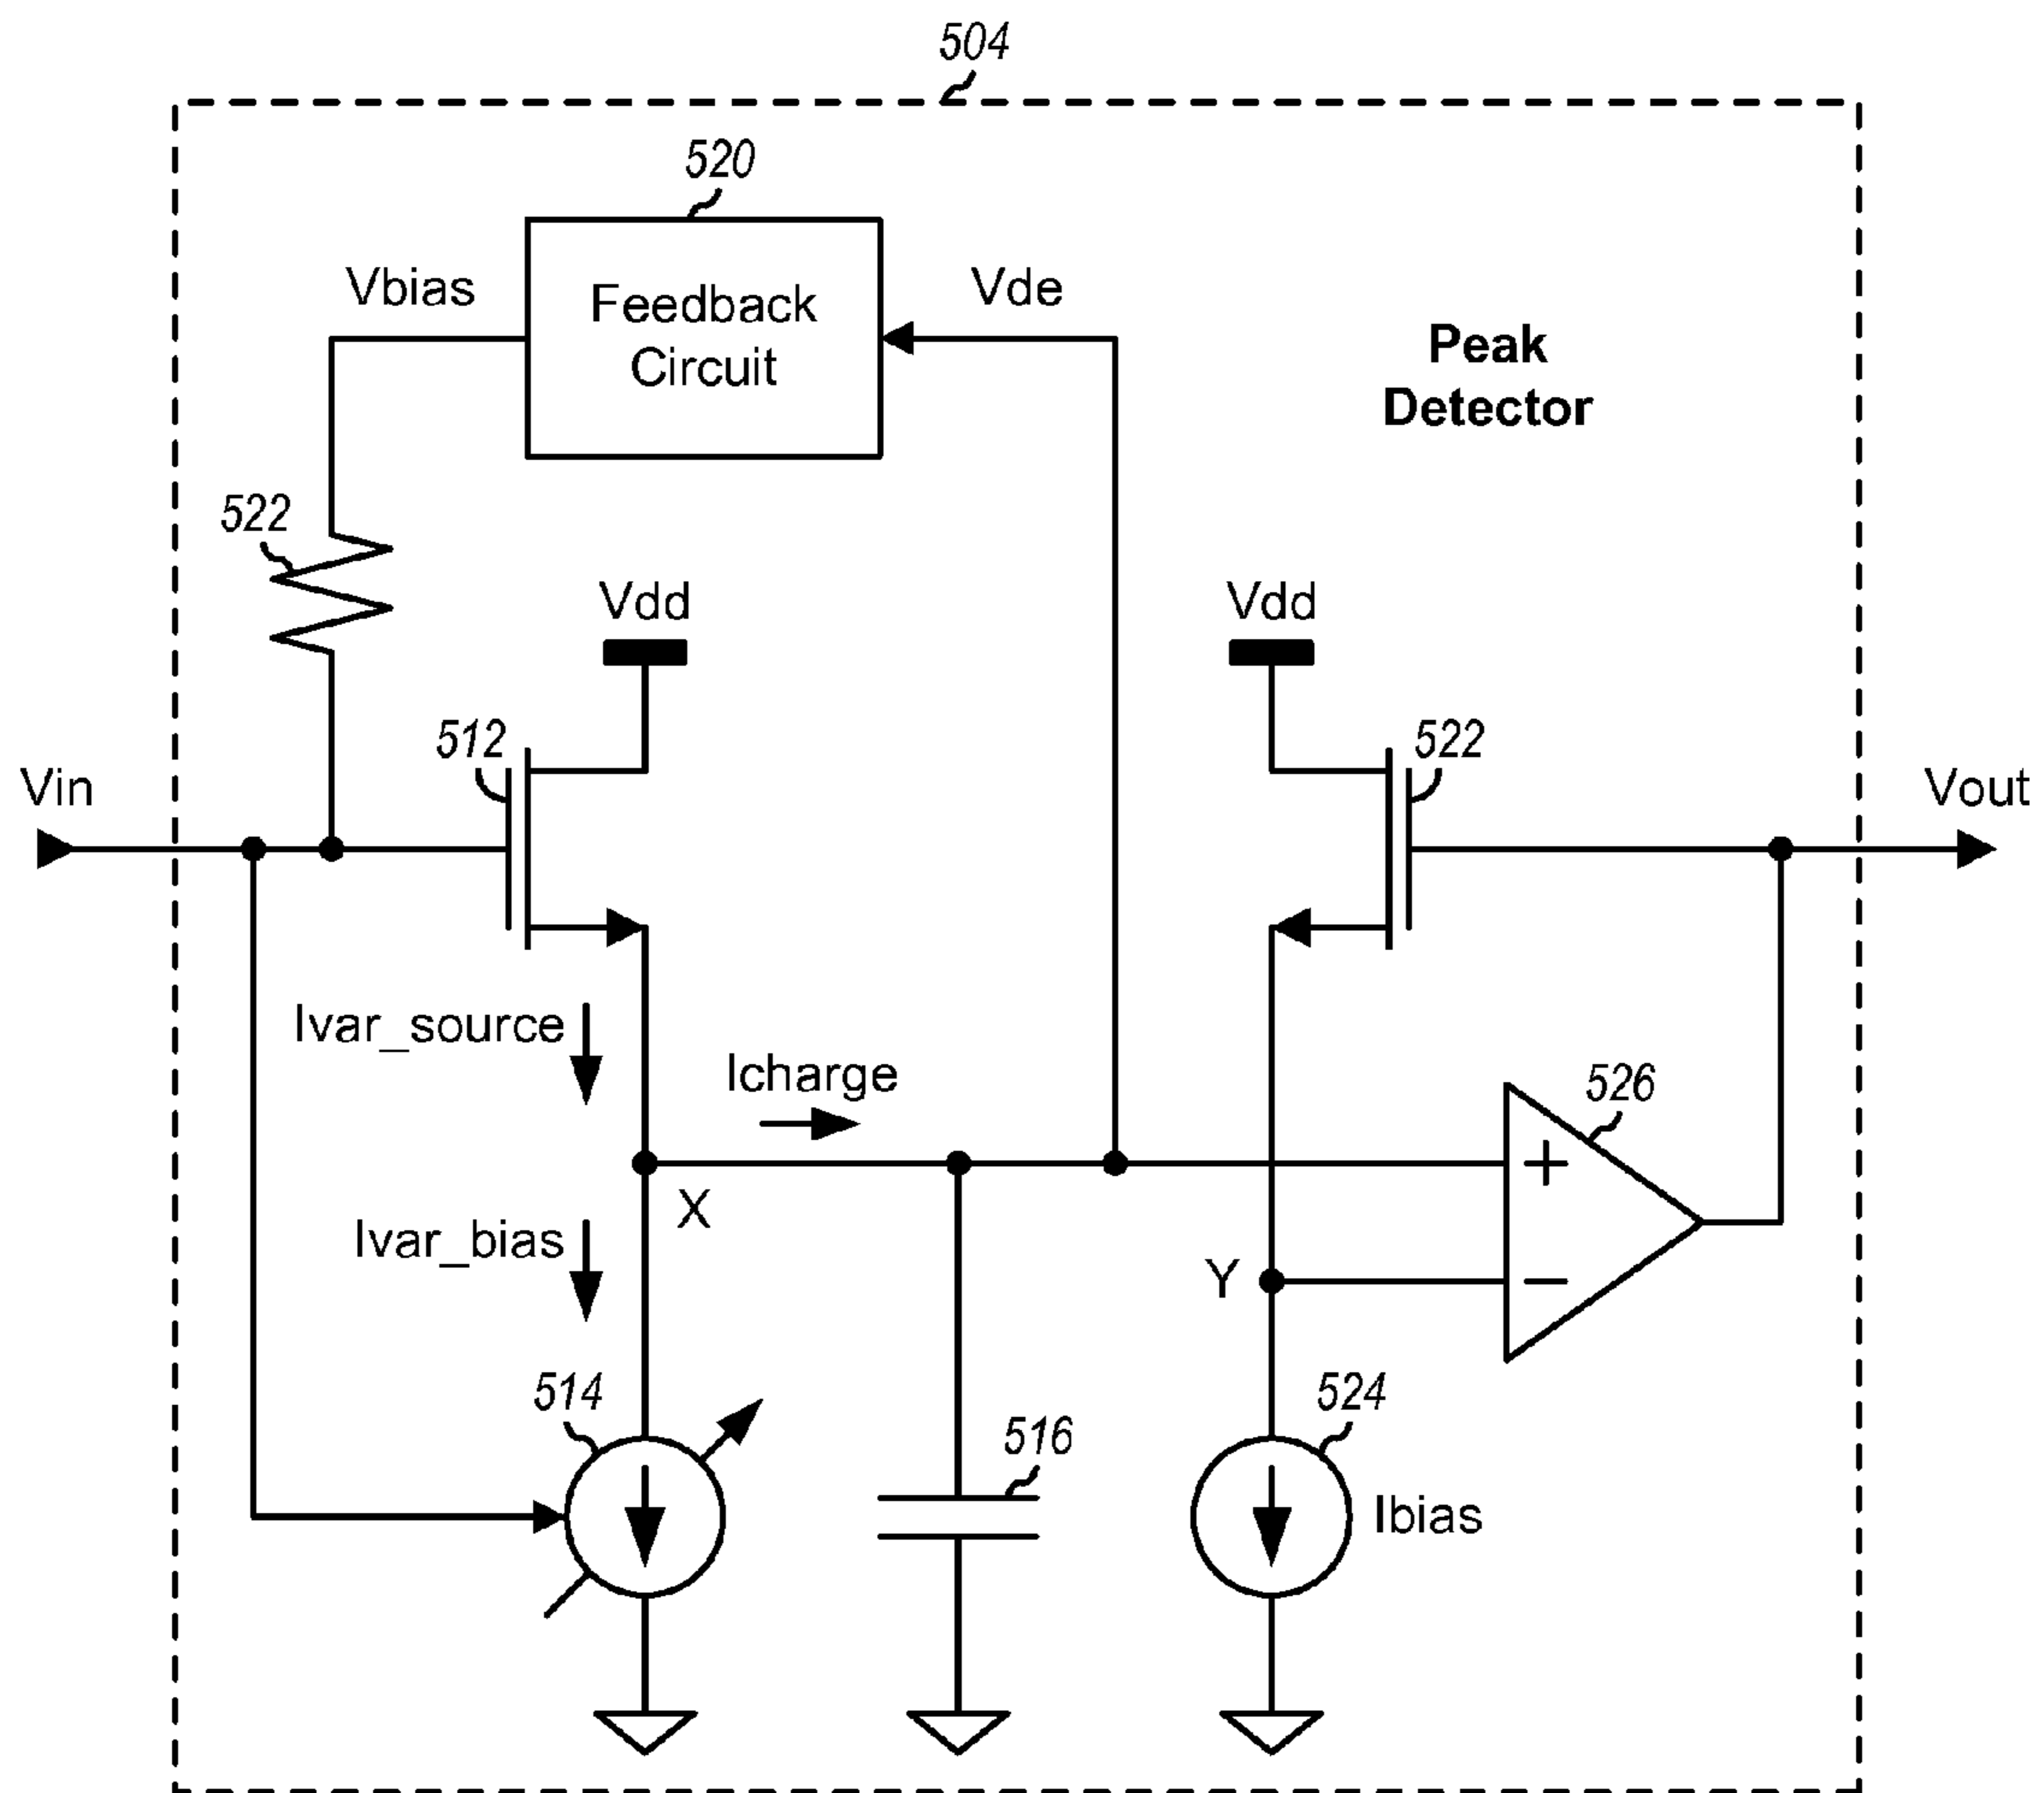 504
520
Vbias
Feedback
Circuit
Vde
Peak
Detector
522
Vdd
Vdd
512
522
Vin
Vout
Ivar_source
Icharge
526
+
X
Ivar_bias
Y
−
514
516
524
Ibias